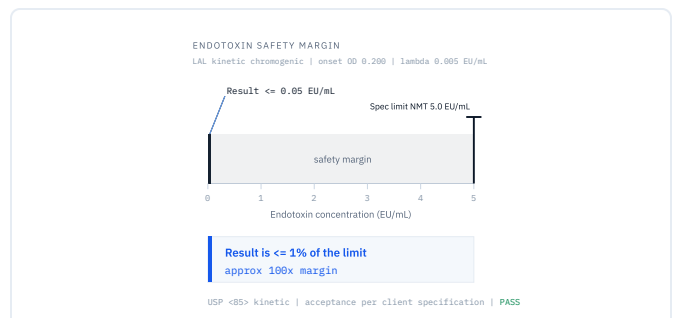 ENDOTOXIN SAFETY MARGIN
LAL kinetic chromogenic | onset OD 0.200 | lambda 0.005 EU/mL
Result <= 0.05 EU/mL
Spec limit NMT 5.0 EU/mL
safety margin
0 1 2 3 4 5
Endotoxin concentration (EU/mL)
Result is <= 1% of the limit
approx 100x margin
USP <85> kinetic | acceptance per client specification | PASS